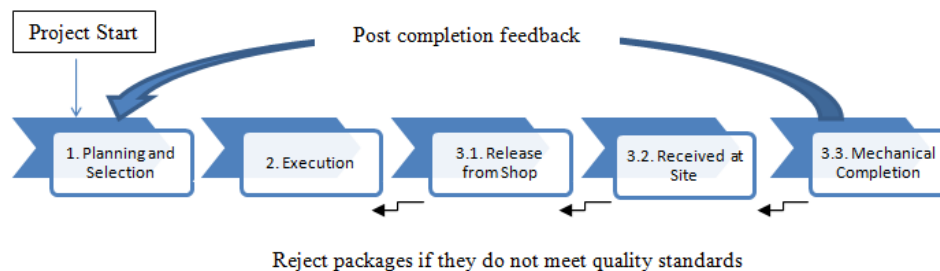 Project Start
Post completion feedback
1. Planning and
Selection
2. Execution
3.1. Release
from Shop
3.2. Received at
Site
3.3. Mechanical
Completion
Reject packages if they do not meet quality standards